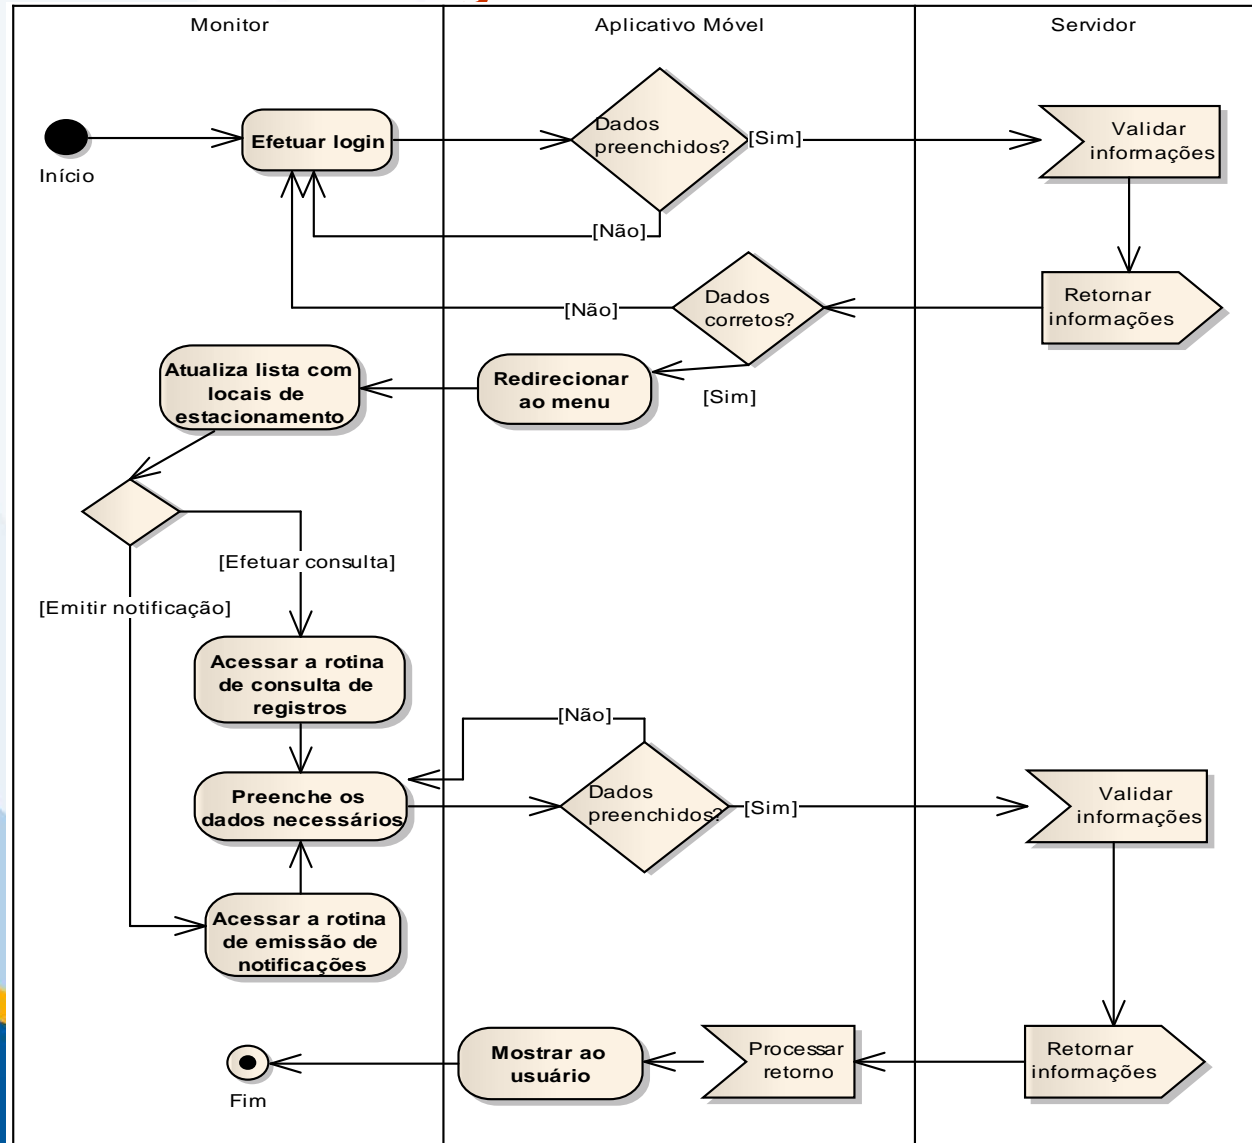 Monitor
Aplicativo Móvel
Servidor
Início
Efetuar login
Dados
preenchidos?
[Sim]
Validar
informações
[Não]
Retornar
informações
Dados
corretos?
[Não]
[Sim]
Redirecionar
ao menu
Atualiza lista com
locais de
estacionamento
[Efetuar consulta]
[Emitir notificação]
Acessar a rotina
de consulta de
registros
Preenche os
dados necessários
[Não]
Dados
preenchidos?
[Sim]
Validar
informações
Acessar a rotina
de emissão de
notificações
Retornar
informações
Processar
retorno
Mostrar ao
usuário
Fim